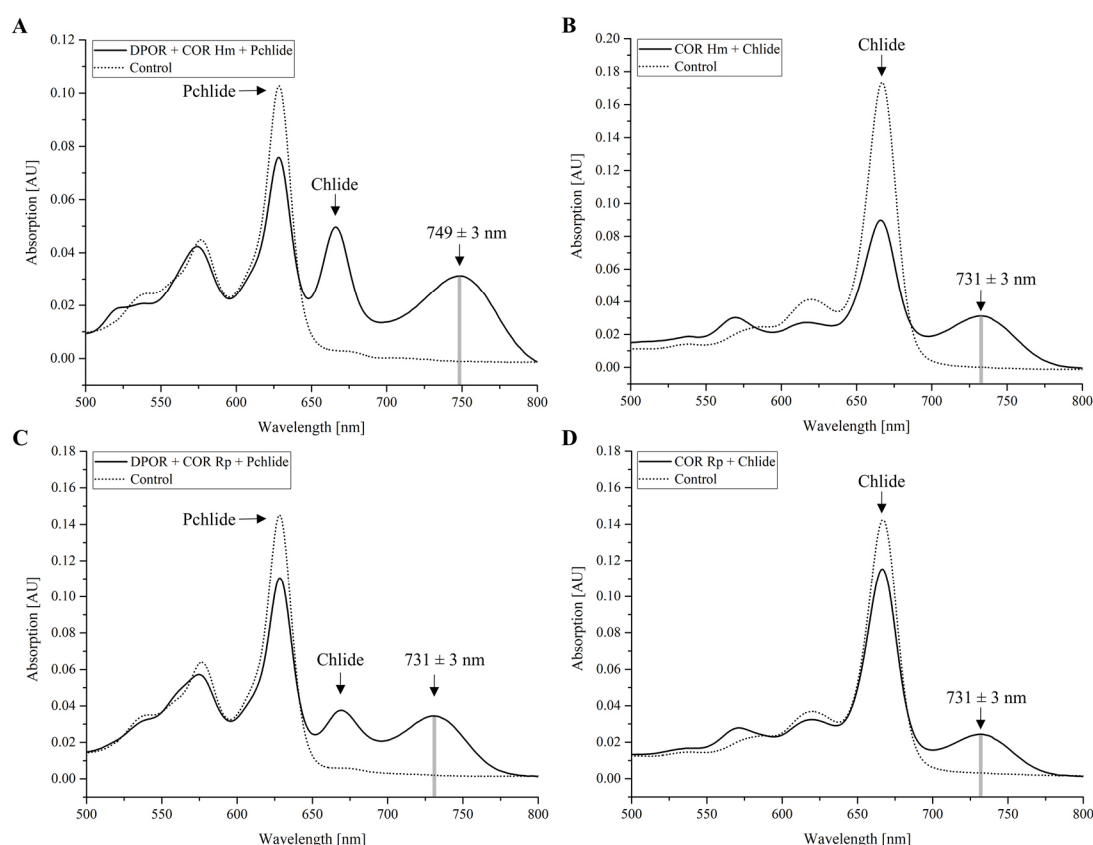 A
DPOR + COR Hm + Pchlide
Control
Pchlide
Chlide
749 ± 3 nm
Absorption [AU]
0.12
0.10
0.08
0.06
0.04
0.02
0.00
500 550 600 650 700 750 800
Wavelength [nm]
B
COR Hm + Chlide
Control
Chlide
731 ± 3 nm
Absorption [AU]
0.20
0.18
0.16
0.14
0.12
0.10
0.08
0.06
0.04
0.02
0.00
500 550 600 650 700 750 800
Wavelength [nm]
C
DPOR + COR Rp + Pchlide
Control
Pchlide
Chlide
731 ± 3 nm
Absorption [AU]
0.18
0.16
0.14
0.12
0.10
0.08
0.06
0.04
0.02
0.00
500 550 600 650 700 750 800
Wavelength [nm]
D
COR Rp + Chlide
Control
Chlide
731 ± 3 nm
Absorption [AU]
0.18
0.16
0.14
0.12
0.10
0.08
0.06
0.04
0.02
0.00
500 550 600 650 700 750 800
Wavelength [nm]